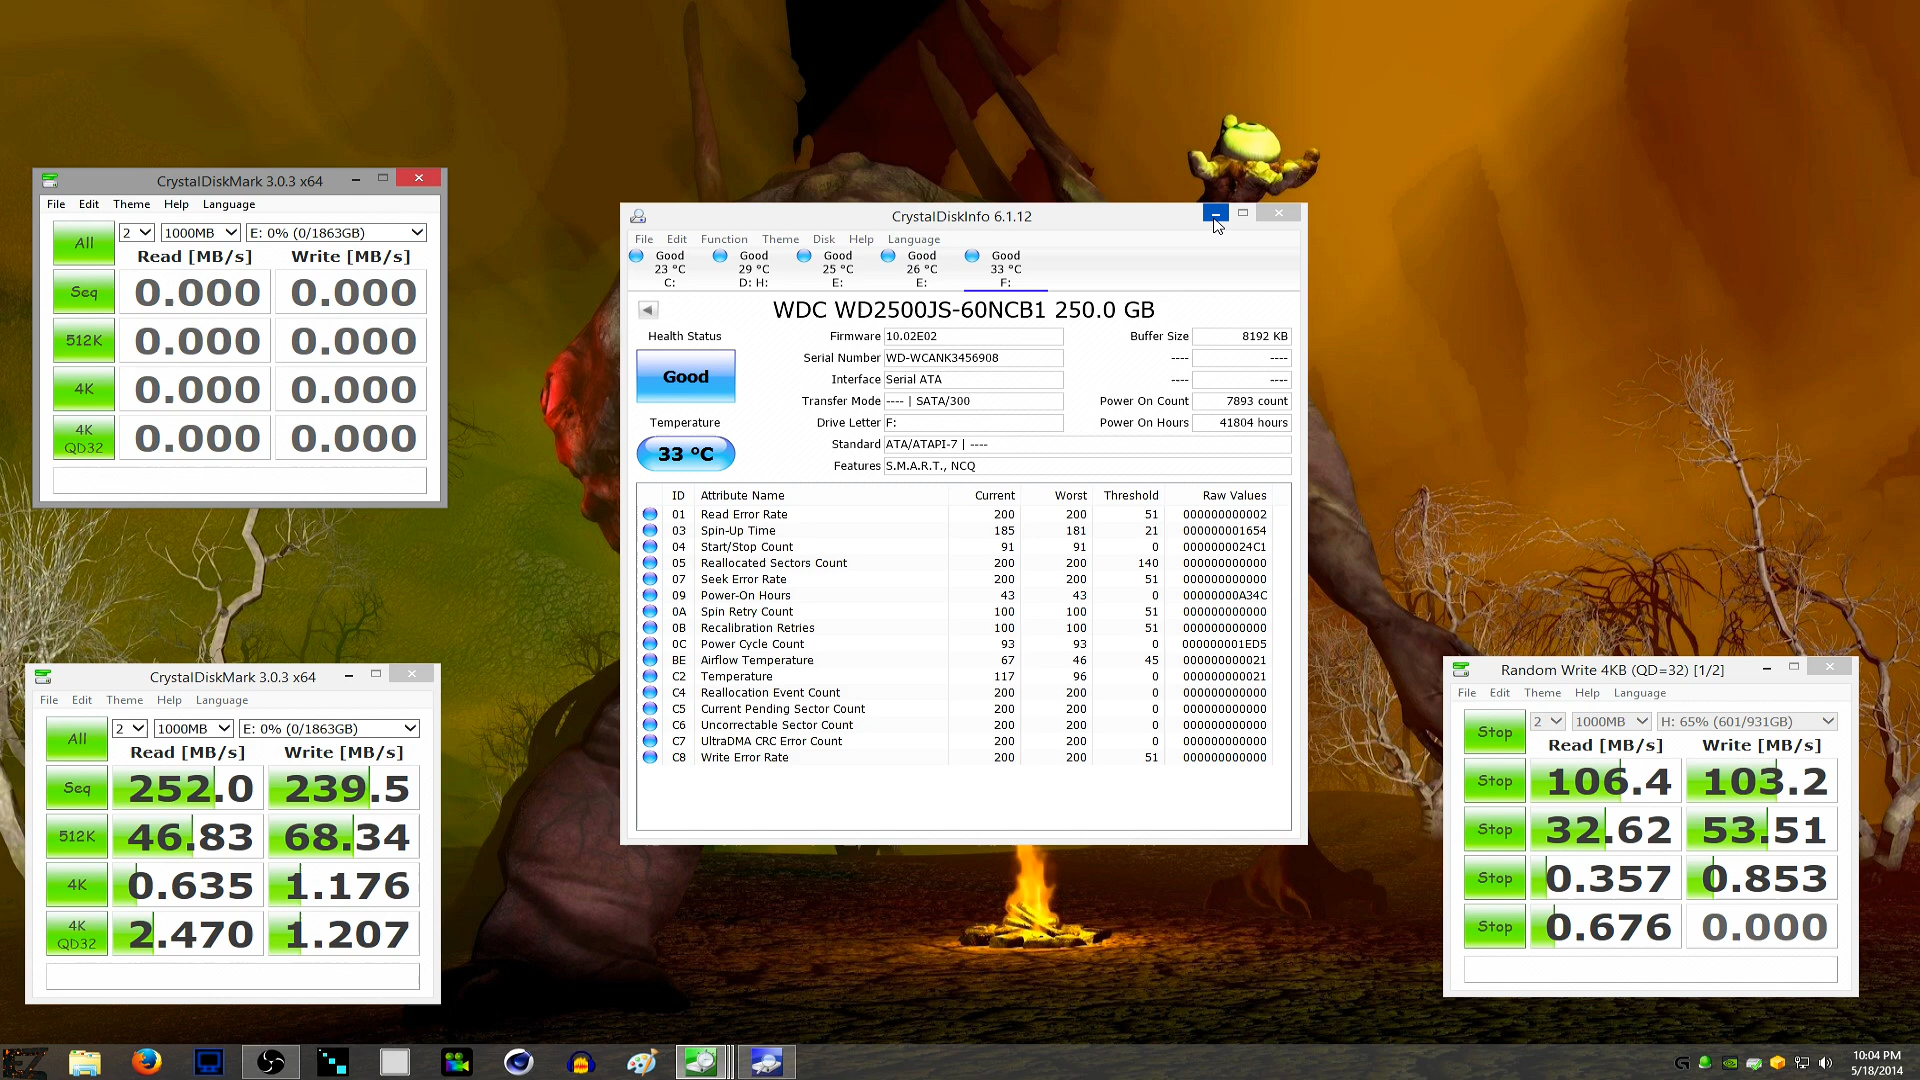 CrystalDiskMark 3.0.3 x64
File Edit Theme Help Language
All 2 1000MB E: 0% (0/1863GB)
Read [MB/s] Write [MB/s]
Seq 0.000 0.000
512K 0.000 0.000
4K 0.000 0.000
4K QD32 0.000 0.000
CrystalDiskInfo 6.1.12
File Edit Function Theme Disk Help Language
Good Good Good Good Good
23 °C 29 °C 25 °C 26 °C 33 °C
C: D: H: E: E: F:
WDC WD2500JS-60NCB1 250.0 GB
Health Status Firmware 10.02E02 Buffer Size 8192 KB
Good Serial Number WD-WCANK3456908 ---- ----
Interface Serial ATA ---- ----
Transfer Mode ---- | SATA/300 Power On Count 7893 count
Temperature Drive Letter F: Power On Hours 41804 hours
33 °C Standard ATA/ATAPI-7 | ----
Features S.M.A.R.T., NCQ
ID Attribute Name Current Worst Threshold Raw Values
01 Read Error Rate 200 200 51 000000000002
03 Spin-Up Time 185 181 21 000000001654
04 Start/Stop Count 91 91 0 0000000024C1
05 Reallocated Sectors Count 200 200 140 000000000000
07 Seek Error Rate 200 200 51 000000000000
09 Power-On Hours 43 43 0 00000000A34C
0A Spin Retry Count 100 100 51 000000000000
0B Recalibration Retries 100 100 51 000000000000
0C Power Cycle Count 93 93 0 000000001ED5
BE Airflow Temperature 67 46 45 000000000021
C2 Temperature 117 96 0 000000000021
C4 Reallocation Event Count 200 200 0 000000000000
C5 Current Pending Sector Count 200 200 0 000000000000
C6 Uncorrectable Sector Count 200 200 0 000000000000
C7 UltraDMA CRC Error Count 200 200 0 000000000000
C8 Write Error Rate 200 200 51 000000000000
CrystalDiskMark 3.0.3 x64
File Edit Theme Help Language
All 2 1000MB E: 0% (0/1863GB)
Read [MB/s] Write [MB/s]
Seq 252.0 239.5
512K 46.83 68.34
4K 0.635 1.176
4K QD32 2.470 1.207
Random Write 4KB (QD=32) [1/2]
File Edit Theme Help Language
Stop 2 1000MB H: 65% (601/931GB)
Read [MB/s] Write [MB/s]
Stop 106.4 103.2
Stop 32.62 53.51
Stop 0.357 0.853
Stop 0.676 0.000
EZ
10:04 PM
5/18/2014